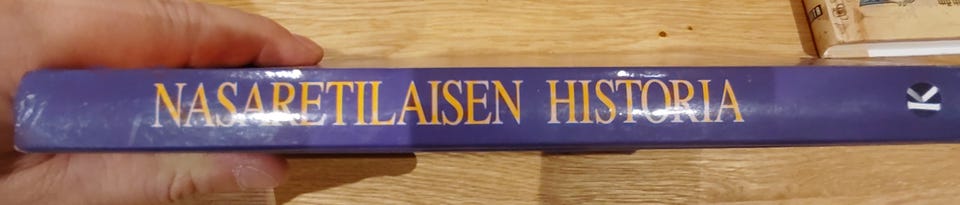 NASARETILAISEN HISTORIA
K